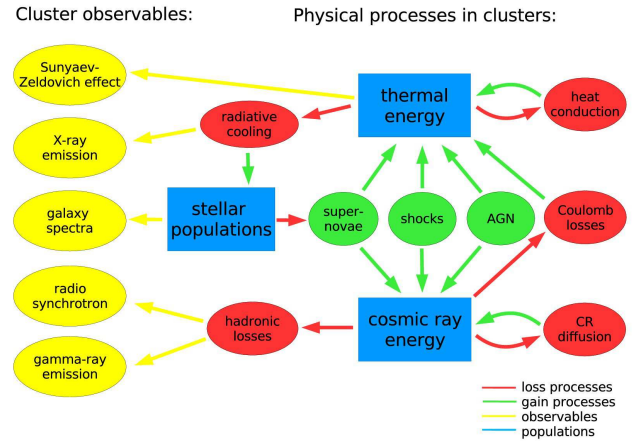 Cluster observables:
Physical processes in clusters:
Sunyaev-
Zeldovich effect
thermal
energy
heat
conduction
radiative
cooling
X-ray
emission
stellar
populations
galaxy
spectra
super-
novae
shocks
AGN
Coulomb
losses
radio
synchrotron
hadronic
losses
cosmic ray
energy
CR
diffusion
gamma-ray
emission
loss processes
gain processes
observables
populations